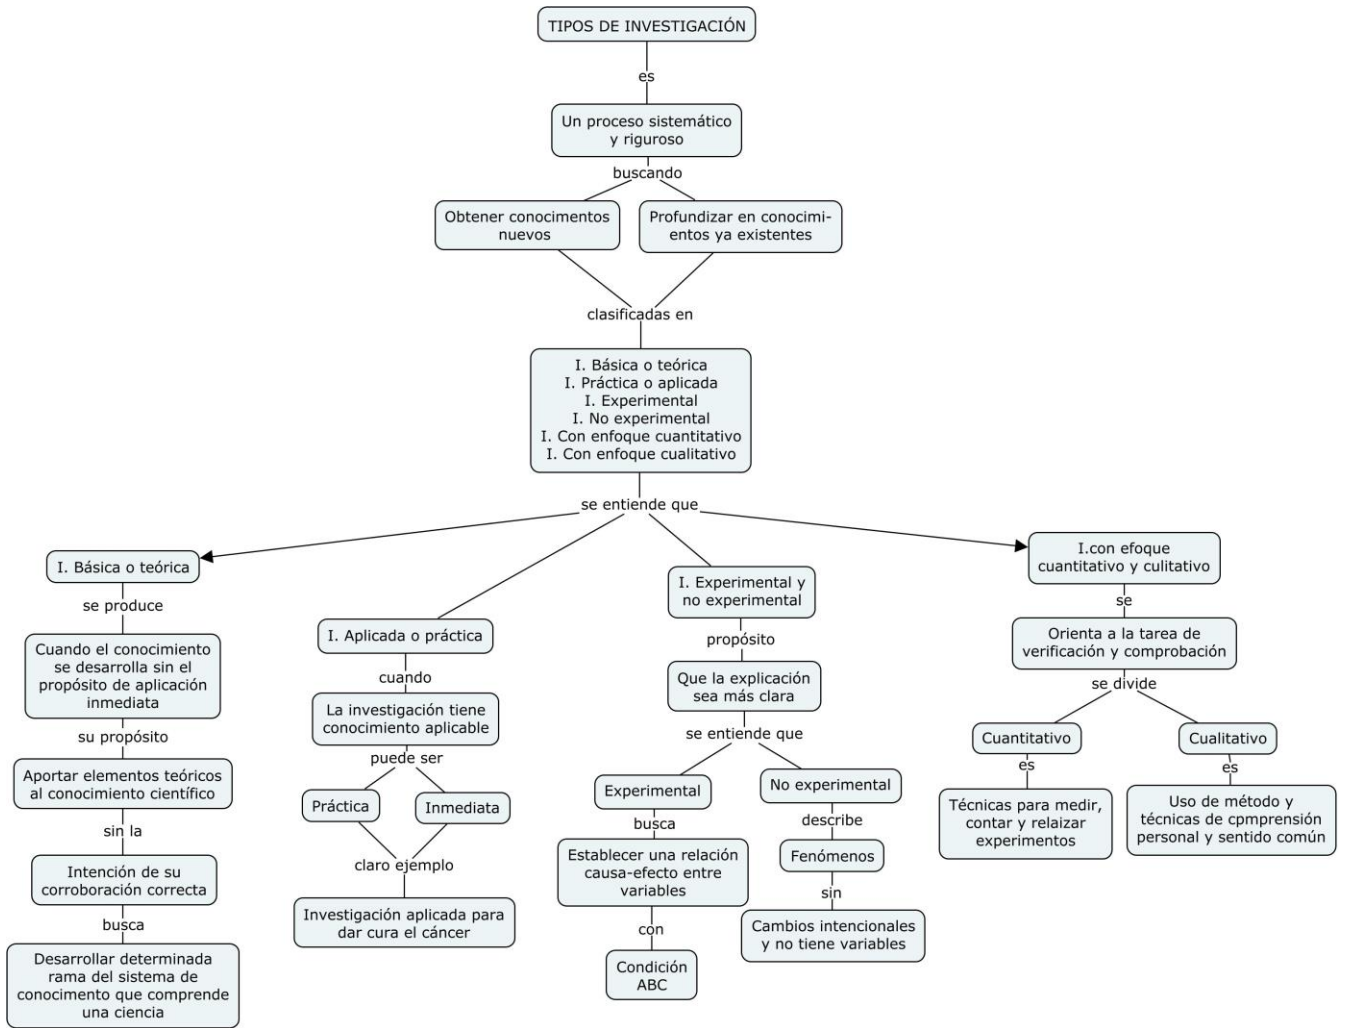 TIPOS DE INVESTIGACIÓN
es
Un proceso sistemático
y riguroso
buscando
Obtener conocimentos
nuevos
Profundizar en conocimi-
entos ya existentes
clasificadas en
I. Básica o teórica
I. Práctica o aplicada
I. Experimental
I. No experimental
I. Con enfoque cuantitativo
I. Con enfoque cualitativo
se entiende que
I. Básica o teórica
se produce
Cuando el conocimiento
se desarrolla sin el
propósito de aplicación
inmediata
su propósito
Aportar elementos teóricos
al conocimiento científico
sin la
Intención de su
corroboración correcta
busca
Desarrollar determinada
rama del sistema de
conocimiento que comprende
una ciencia
I. Aplicada o práctica
cuando
La investigación tiene
conocimiento aplicable
puede ser
Práctica
Inmediata
claro ejemplo
Investigación aplicada para
dar cura el cáncer
I. Experimental y
no experimental
propósito
Que la explicación
sea más clara
se entiende que
Experimental
busca
Establecer una relación
causa-efecto entre
variables
con
Condición
ABC
No experimental
describe
Fenómenos
sin
Cambios intencionales
y no tiene variables
I.con efoque
cuantitativo y culitativo
se
Orienta a la tarea de
verificación y comprobación
se divide
Cuantitativo
es
Técnicas para medir,
contar y relaizar
experimentos
Cualitativo
es
Uso de método y
técnicas de cpmprensión
personal y sentido común